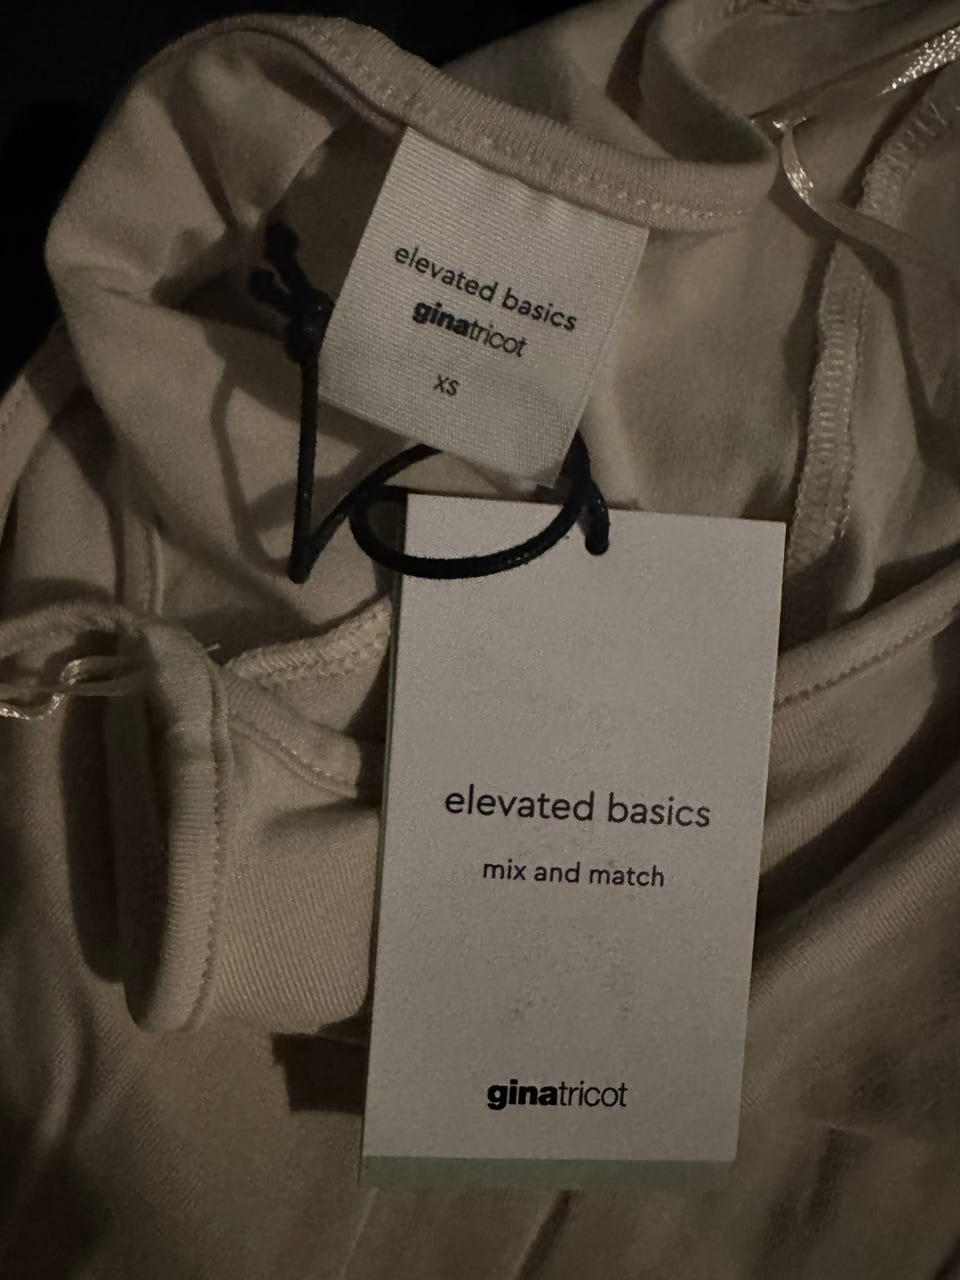 elevated basics
ginatricot
XS
elevated basics
mix and match
ginatricot